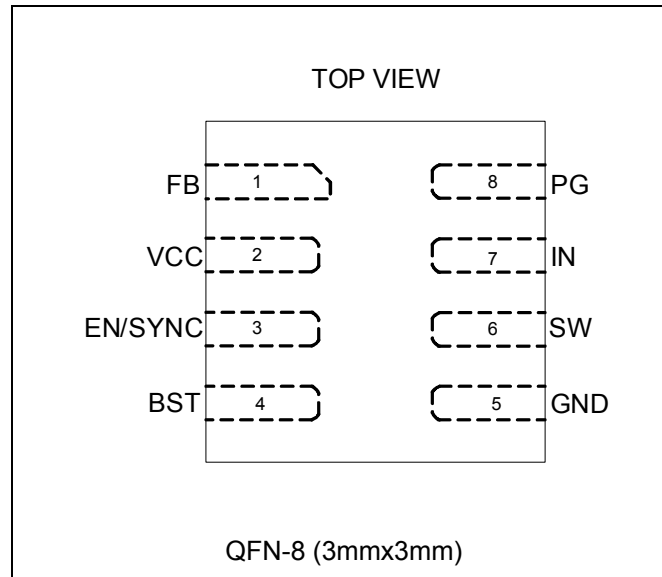 TOP VIEW
FB 1 8 PG
VCC 2 7 IN
EN/SYNC 3 6 SW
BST 4 5 GND
QFN-8 (3mmx3mm)